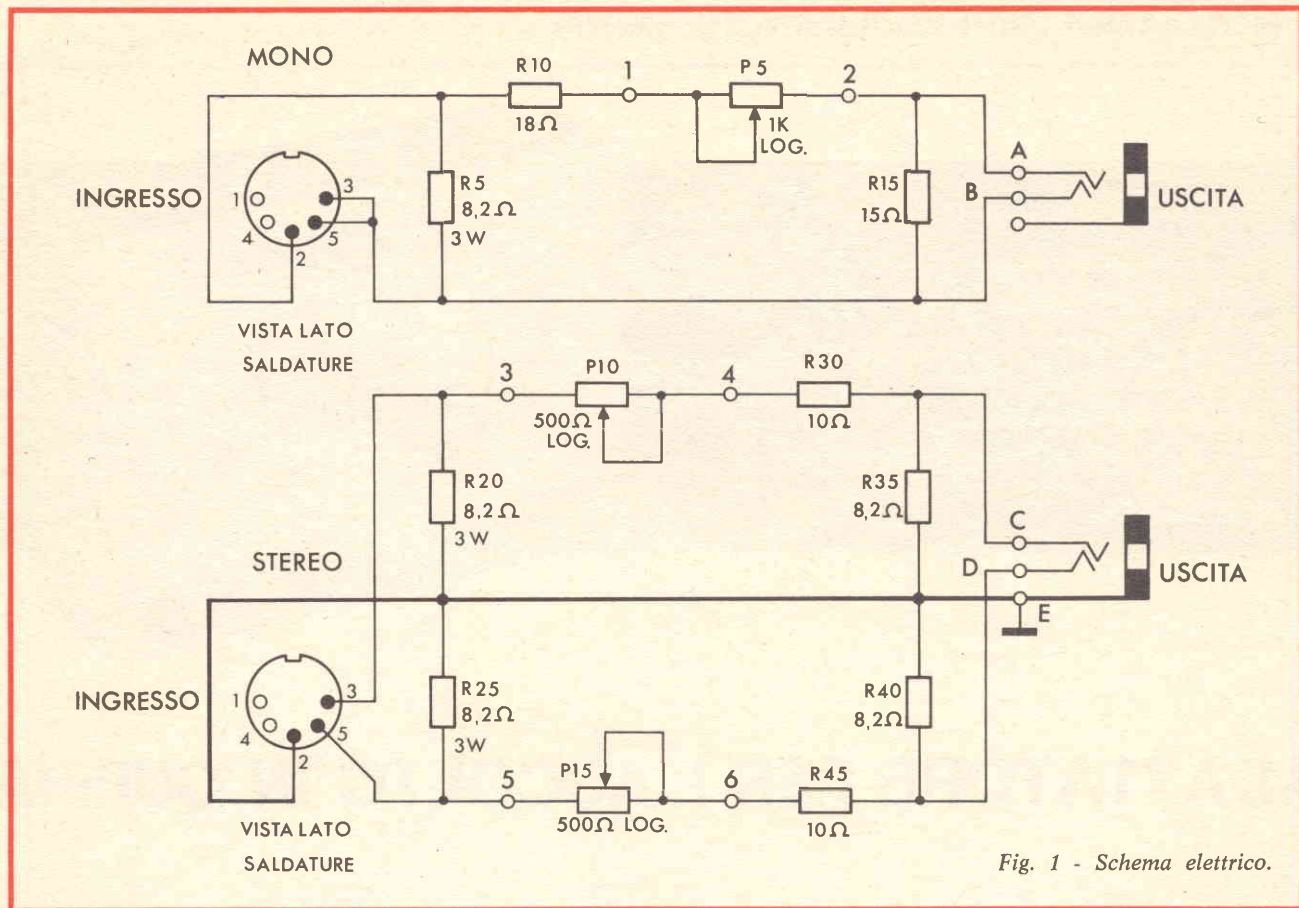 MONO
R10
18Ω
1
P5
1K
LOG.
2
INGRESSO
1
4
2
5
3
VISTA LATO
SALDATURE
R5
8,2Ω
3W
R15
15Ω
A
B
USCITA
3
P10
500Ω
LOG.
4
R30
10Ω
R20
8,2Ω
3W
R35
8,2Ω
STEREO
C
D
E
USCITA
INGRESSO
1
4
2
5
3
VISTA LATO
SALDATURE
R25
8,2Ω
3W
R40
8,2Ω
5
P15
500Ω LOG.
6
R45
10Ω
Fig. 1 - Schema elettrico.